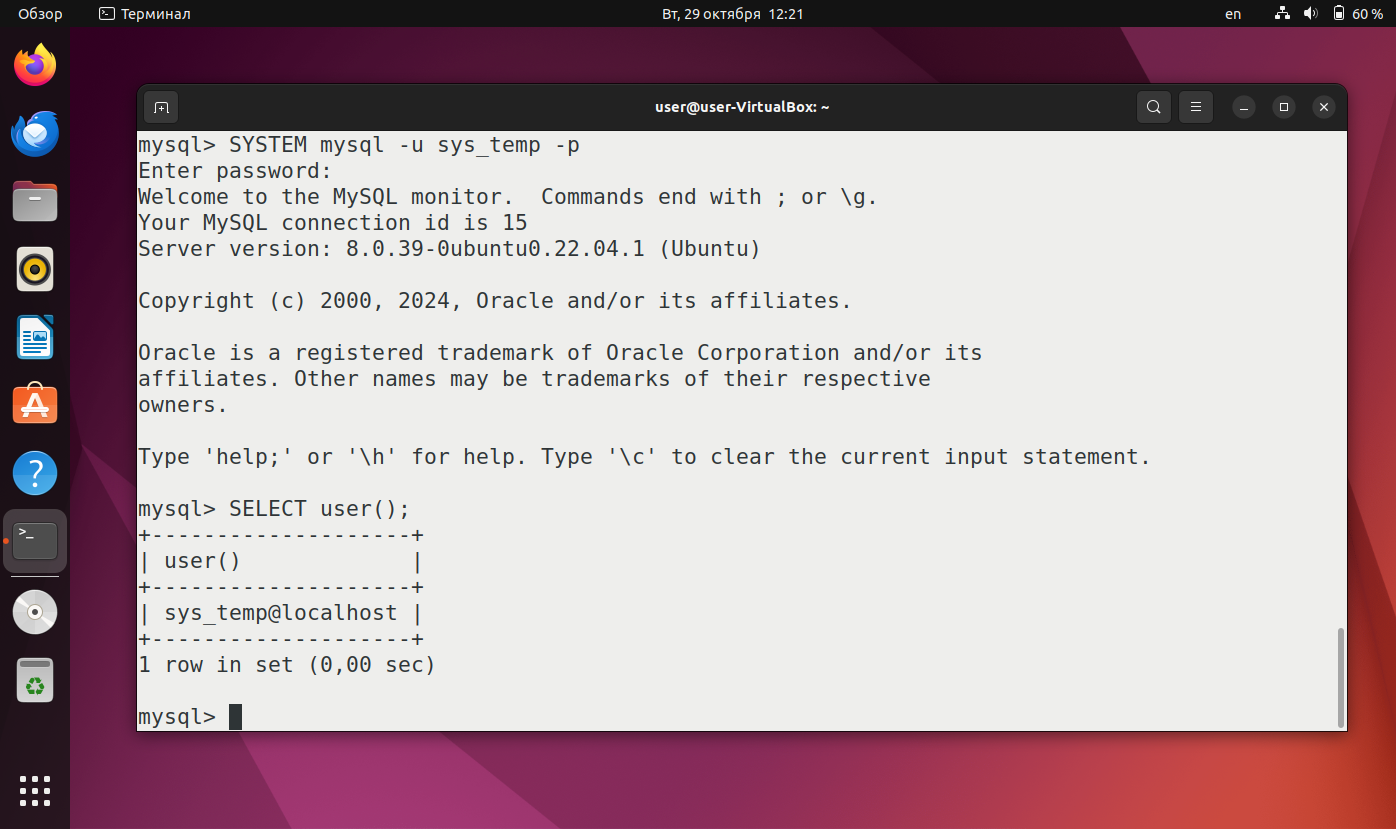 Обзор
Терминал
Вт, 29 октября 12:21
en
60 %
user@user-VirtualBox: ~
mysql> SYSTEM mysql -u sys_temp -p
Enter password:
Welcome to the MySQL monitor.  Commands end with ; or \g.
Your MySQL connection id is 15
Server version: 8.0.39-0ubuntu0.22.04.1 (Ubuntu)
Copyright (c) 2000, 2024, Oracle and/or its affiliates.
Oracle is a registered trademark of Oracle Corporation and/or its
affiliates. Other names may be trademarks of their respective
owners.
Type 'help;' or '\h' for help. Type '\c' to clear the current input statement.
mysql> SELECT user();
+--------------------+
| user()             |
+--------------------+
| sys_temp@localhost |
+--------------------+
1 row in set (0,00 sec)
mysql>